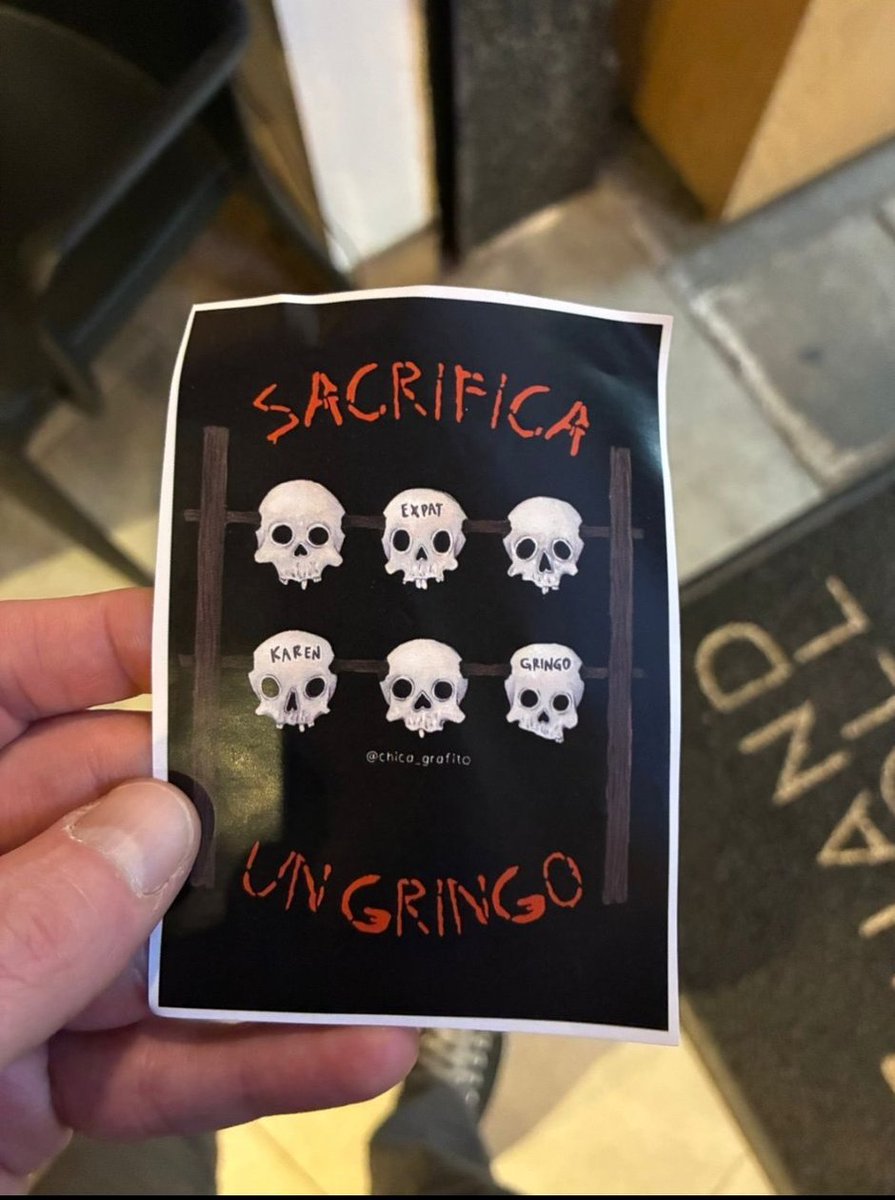 SACRIFICA
EXPAT
KAREN
GRINGO
@chica_grafito
UN GRINGO